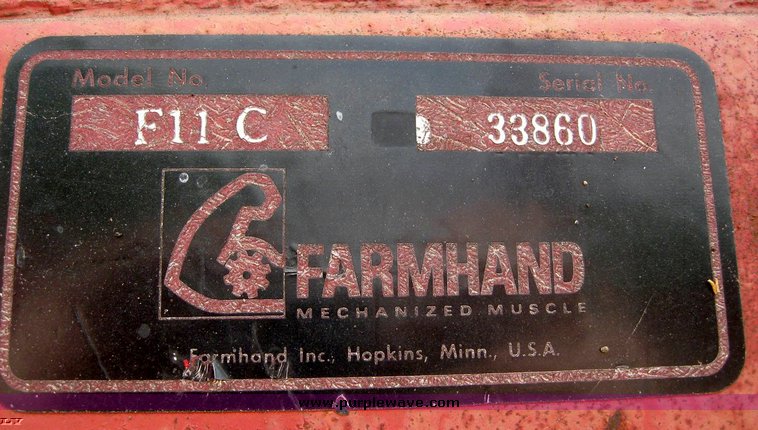 Model No. Serial No.
F11 C 33860
FARMHAND
MECHANIZED MUSCLE
Farmhand Inc., Hopkins, Minn., U.S.A.
www.purplewave.com